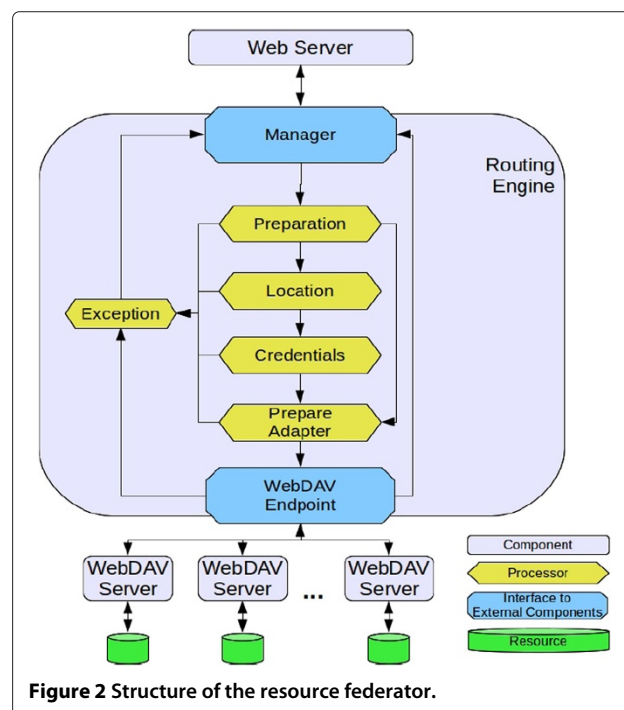 Web Server
Manager
Routing
Engine
Preparation
Location
Exception
Credentials
Prepare
Adapter
WebDAV
Endpoint
WebDAV
Server
WebDAV
Server
...
WebDAV
Server
Component
Processor
Interface to
External Components
Resource
Figure 2 Structure of the resource federator.